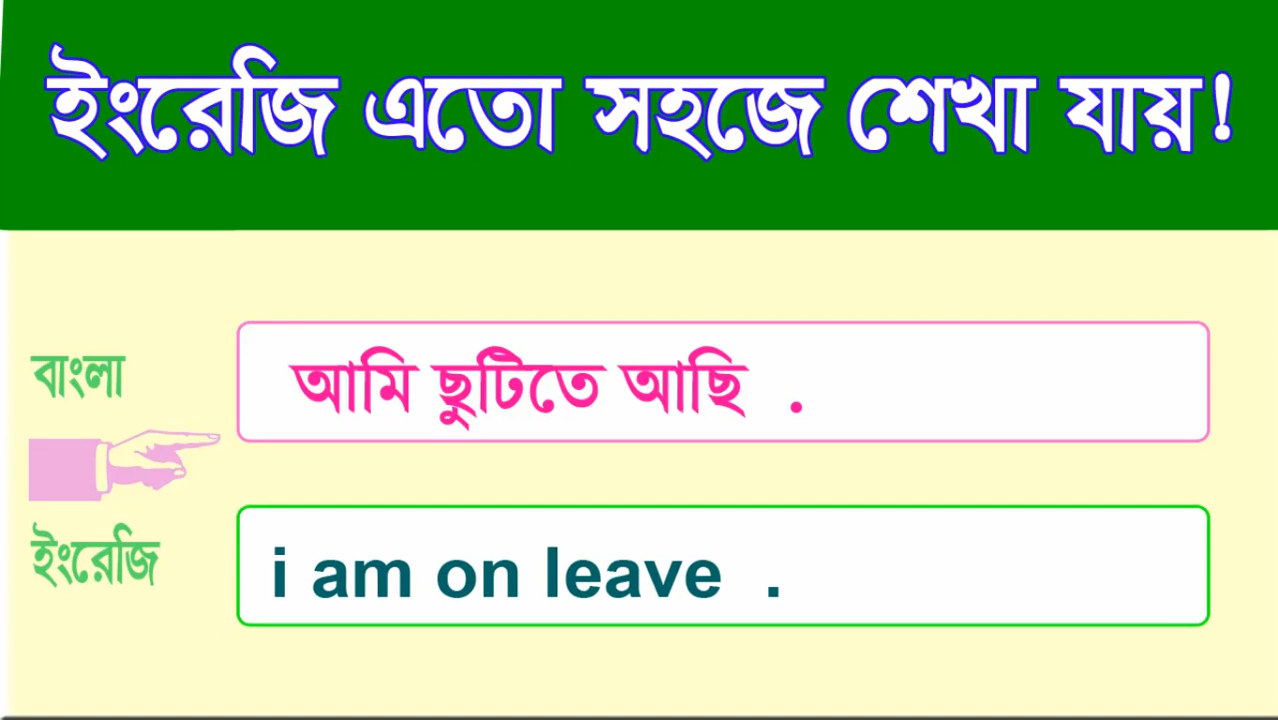 ইংরেজি এতো সহজে শেখা যায়!
বাংলা
আমি ছুটিতে আছি .
ইংরেজি
i am on leave .